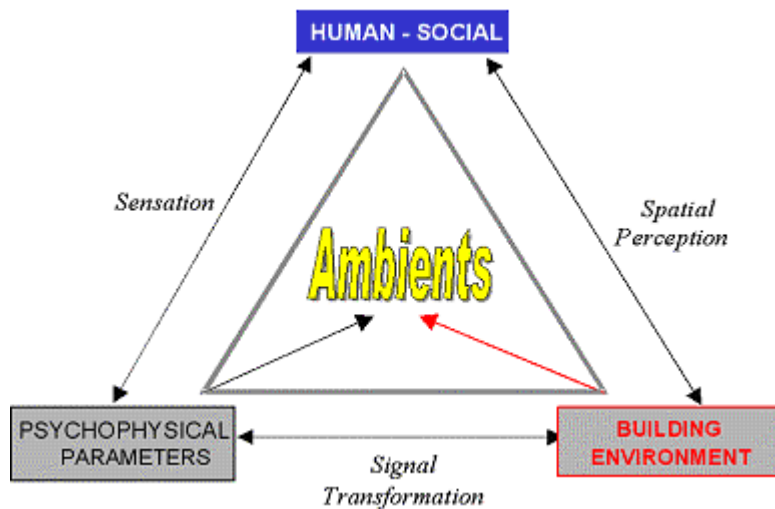 HUMAN - SOCIAL
Sensation
Spatial
Perception
Ambients
PSYCHOPHYSICAL
PARAMETERS
Signal
Transformation
BUILDING
ENVIRONMENT